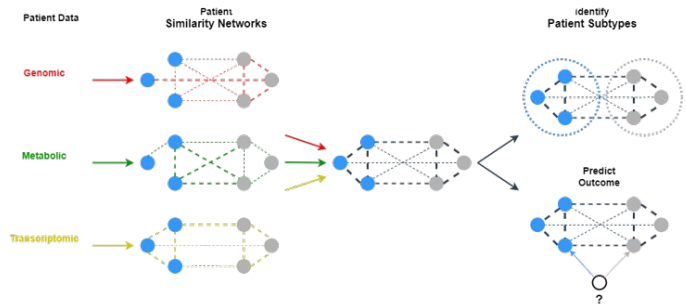 Patient Data
Patient
Similarity Networks
Identify
Patient Subtypes
Genomic
Metabolic
Transcriptomic
Predict
Outcome
?